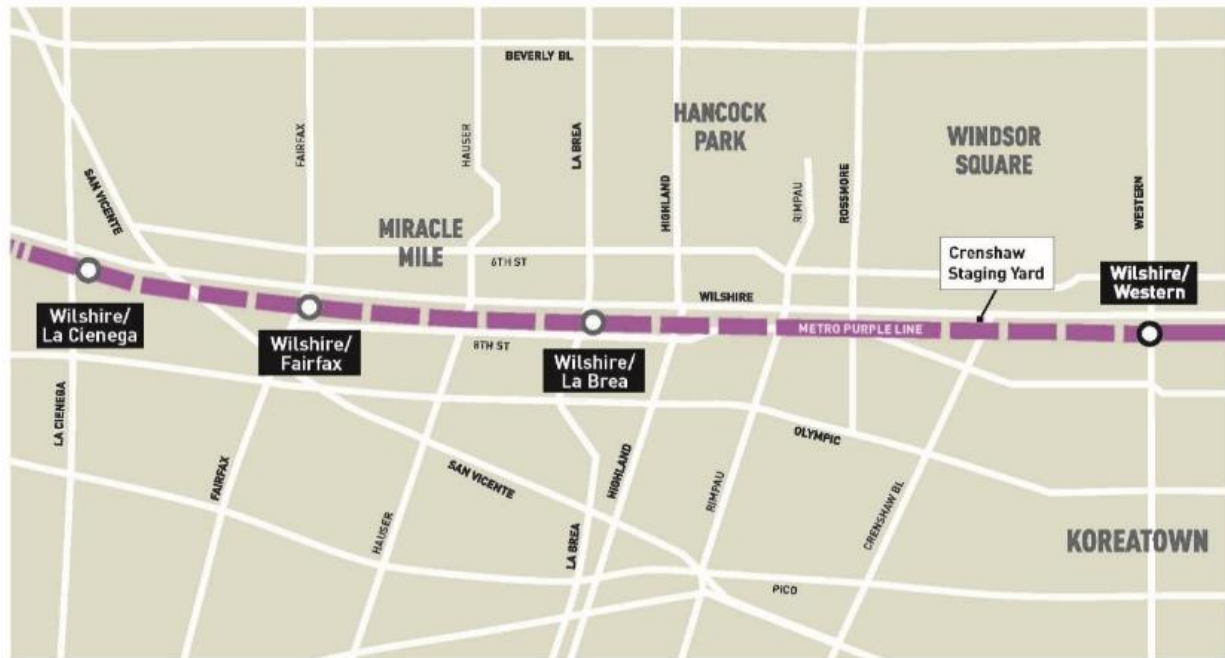 BEVERLY BL
FAIRFAX
HAUSER
LA BREA
HANCOCK
PARK
WINDSOR
SQUARE
SAN VICENTE
HIGHLAND
RIMPAU
ROSSMORE
WESTERN
MIRACLE
MILE
6TH ST
Crenshaw
Staging Yard
Wilshire/
Western
WILSHIRE
Wilshire/
La Cienega
Wilshire/
Fairfax
8TH ST
Wilshire/
La Brea
METRO PURPLE LINE
LA CIENEGA
OLYMPIC
FAIRFAX
SAN VICENTE
HIGHLAND
RIMPAU
CRENSHAW BL
HAUSER
LA BREA
KOREATOWN
PICO